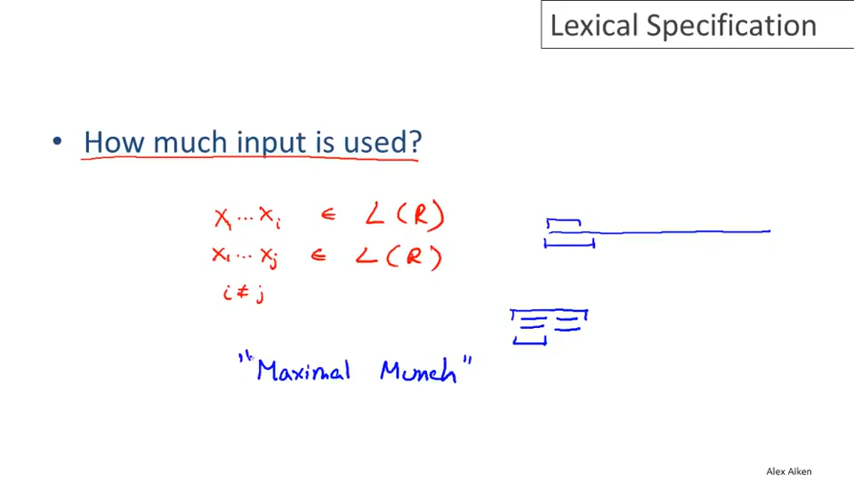 Lexical Specification
• How much input is used?
x₁...xᵢ ∈ L(R)
x₁...xⱼ ∈ L(R)
i ≠ j
"Maximal Munch"
Alex Aiken